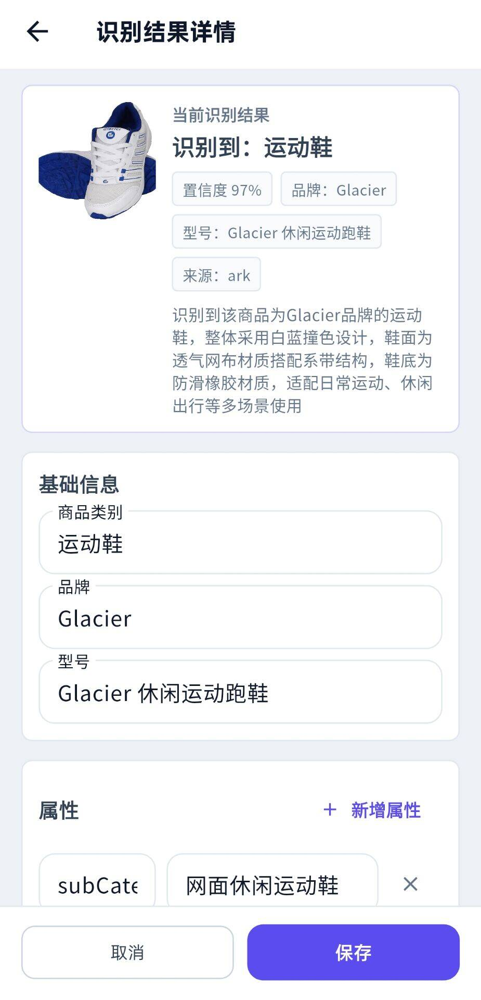 识别结果详情
glacier
当前识别结果
识别到：运动鞋
置信度 97%
品牌：Glacier
型号：Glacier 休闲运动跑鞋
来源：ark
识别到该商品为Glacier品牌的运动
鞋，整体采用白蓝撞色设计，鞋面为
透气网布材质搭配系带结构，鞋底为
防滑橡胶材质，适配日常运动、休闲
出行等多场景使用
基础信息
商品类别
运动鞋
品牌
Glacier
型号
Glacier 休闲运动跑鞋
属性
+ 新增属性
subCate
网面休闲运动鞋
取消
保存